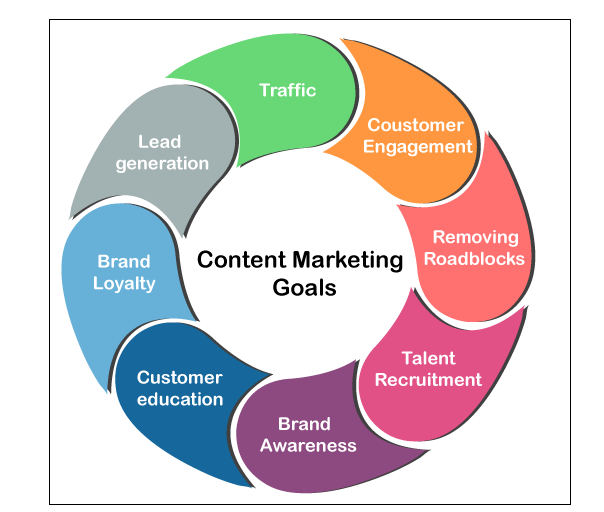 Traffic
Coustomer
Engagement
Removing
Roadblocks
Talent
Recruitment
Brand
Awareness
Customer
education
Brand
Loyalty
Lead
generation
Content Marketing
Goals